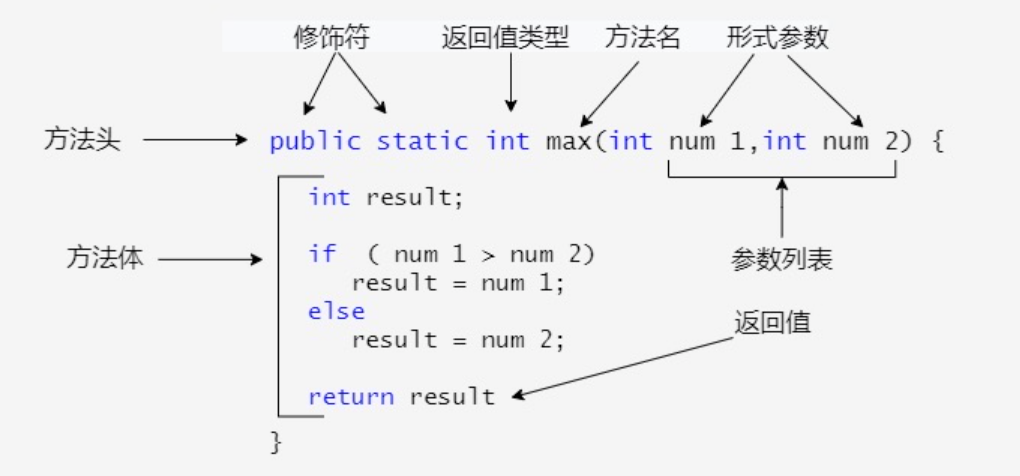 修饰符 返回值类型 方法名 形式参数
方法头 public static int max(int num 1,int num 2) {
int result;
方法体 if ( num 1 > num 2) 参数列表
result = num 1;
else 返回值
result = num 2;
return result
}